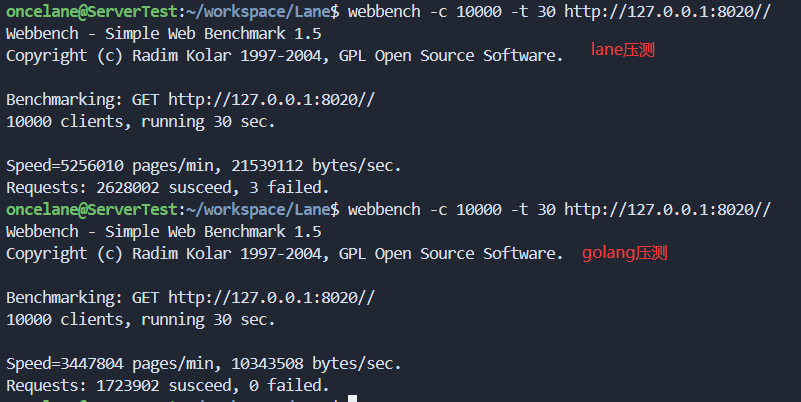 oncelane@ServerTest:~/workspace/Lane$ webbench -c 10000 -t 30 http://127.0.0.1:8020//
Webbench - Simple Web Benchmark 1.5
Copyright (c) Radim Kolar 1997-2004, GPL Open Source Software. lane压测
Benchmarking: GET http://127.0.0.1:8020//
10000 clients, running 30 sec.
Speed=5256010 pages/min, 21539112 bytes/sec.
Requests: 2628002 susceed, 3 failed.
oncelane@ServerTest:~/workspace/Lane$ webbench -c 10000 -t 30 http://127.0.0.1:8020//
Webbench - Simple Web Benchmark 1.5
Copyright (c) Radim Kolar 1997-2004, GPL Open Source Software. golang压测
Benchmarking: GET http://127.0.0.1:8020//
10000 clients, running 30 sec.
Speed=3447804 pages/min, 10343508 bytes/sec.
Requests: 1723902 susceed, 0 failed.